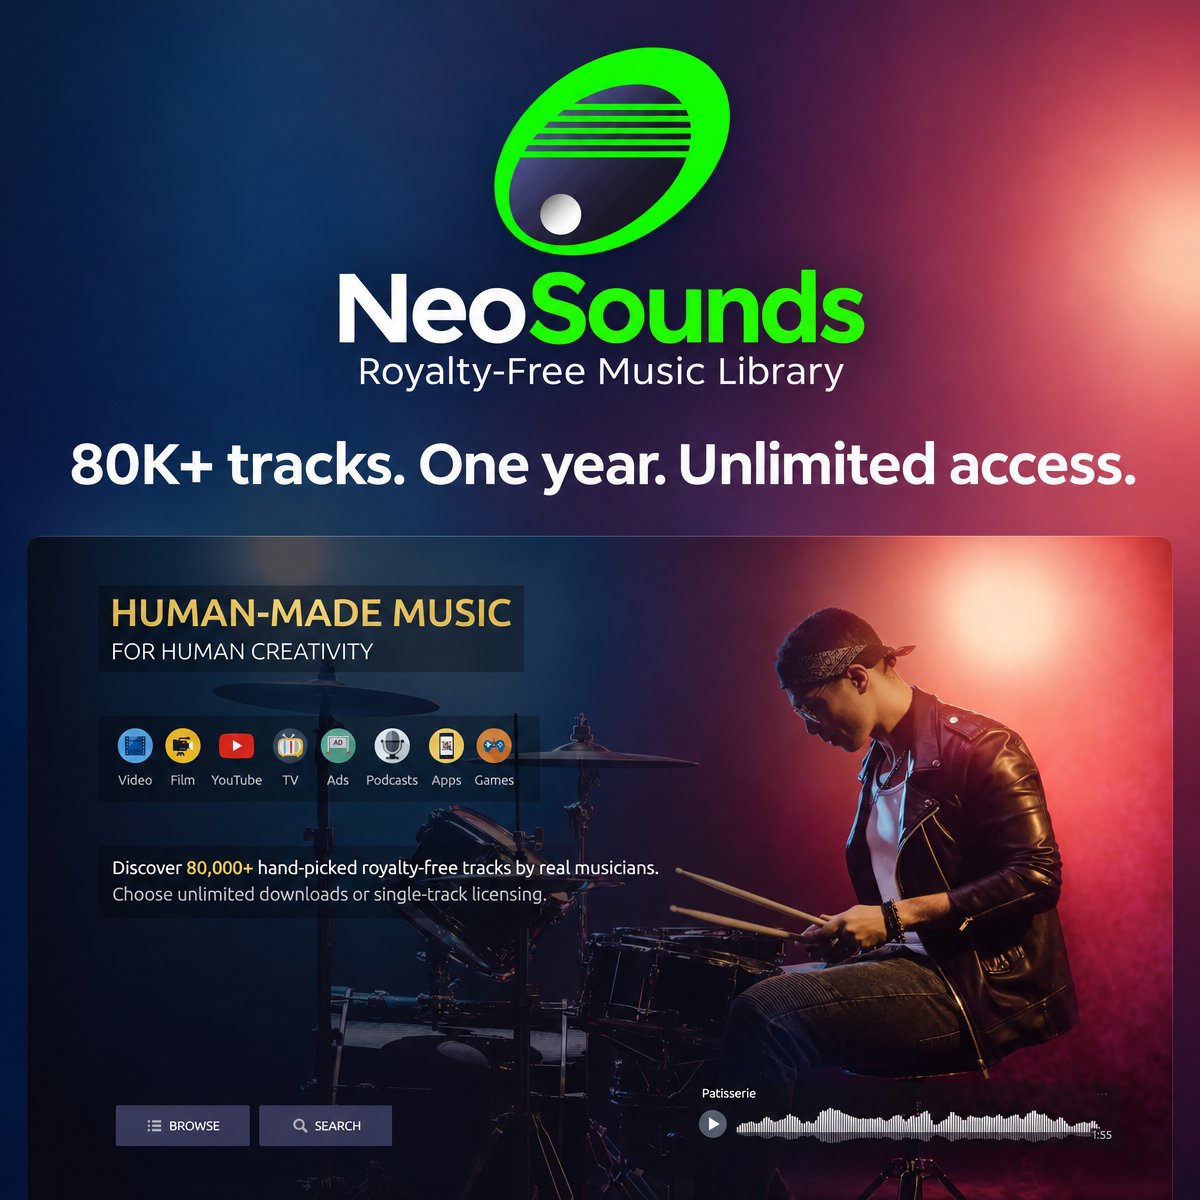 NeoSounds
Royalty-Free Music Library
80K+ tracks. One year. Unlimited access.
HUMAN-MADE MUSIC
FOR HUMAN CREATIVITY
AD
Video Film YouTube TV Ads Podcasts Apps Games
Discover 80,000+ hand-picked royalty-free tracks by real musicians.
Choose unlimited downloads or single-track licensing.
Patisserie
BROWSE SEARCH
1:55